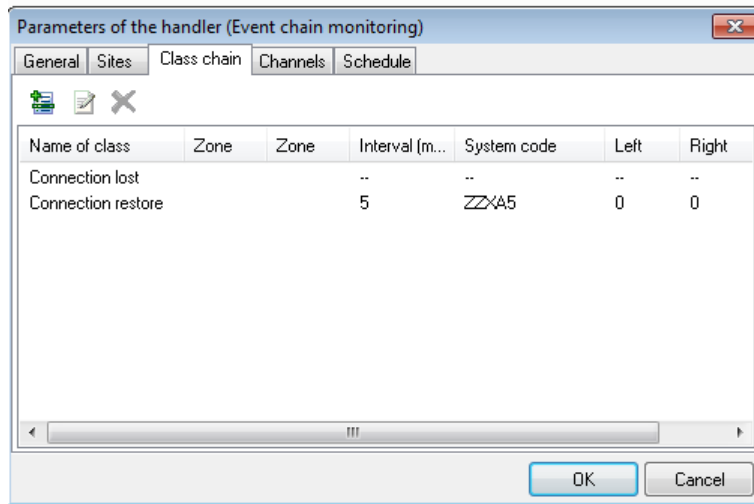 Parameters of the handler (Event chain monitoring)
General Sites Class chain Channels Schedule
Name of class Zone Zone Interval (m... System code Left Right
Connection lost -- -- -- --
Connection restore 5 ZZXA5 0 0
OK Cancel